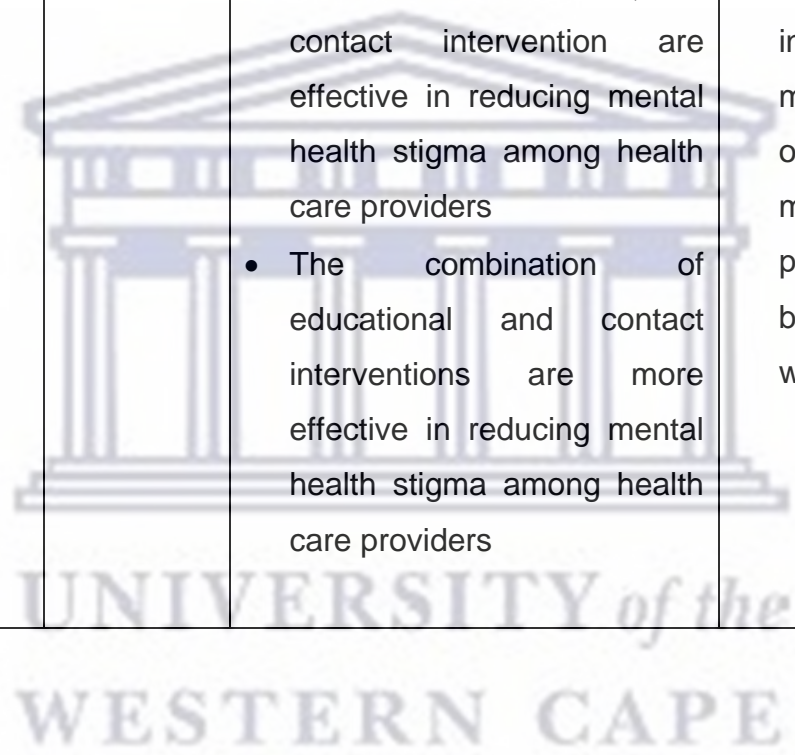 contact intervention are
effective in reducing mental
health stigma among health
care providers
• The combination of
educational and contact
interventions are more
effective in reducing mental
health stigma among health
care providers
UNIVERSITY of the
WESTERN CAPE